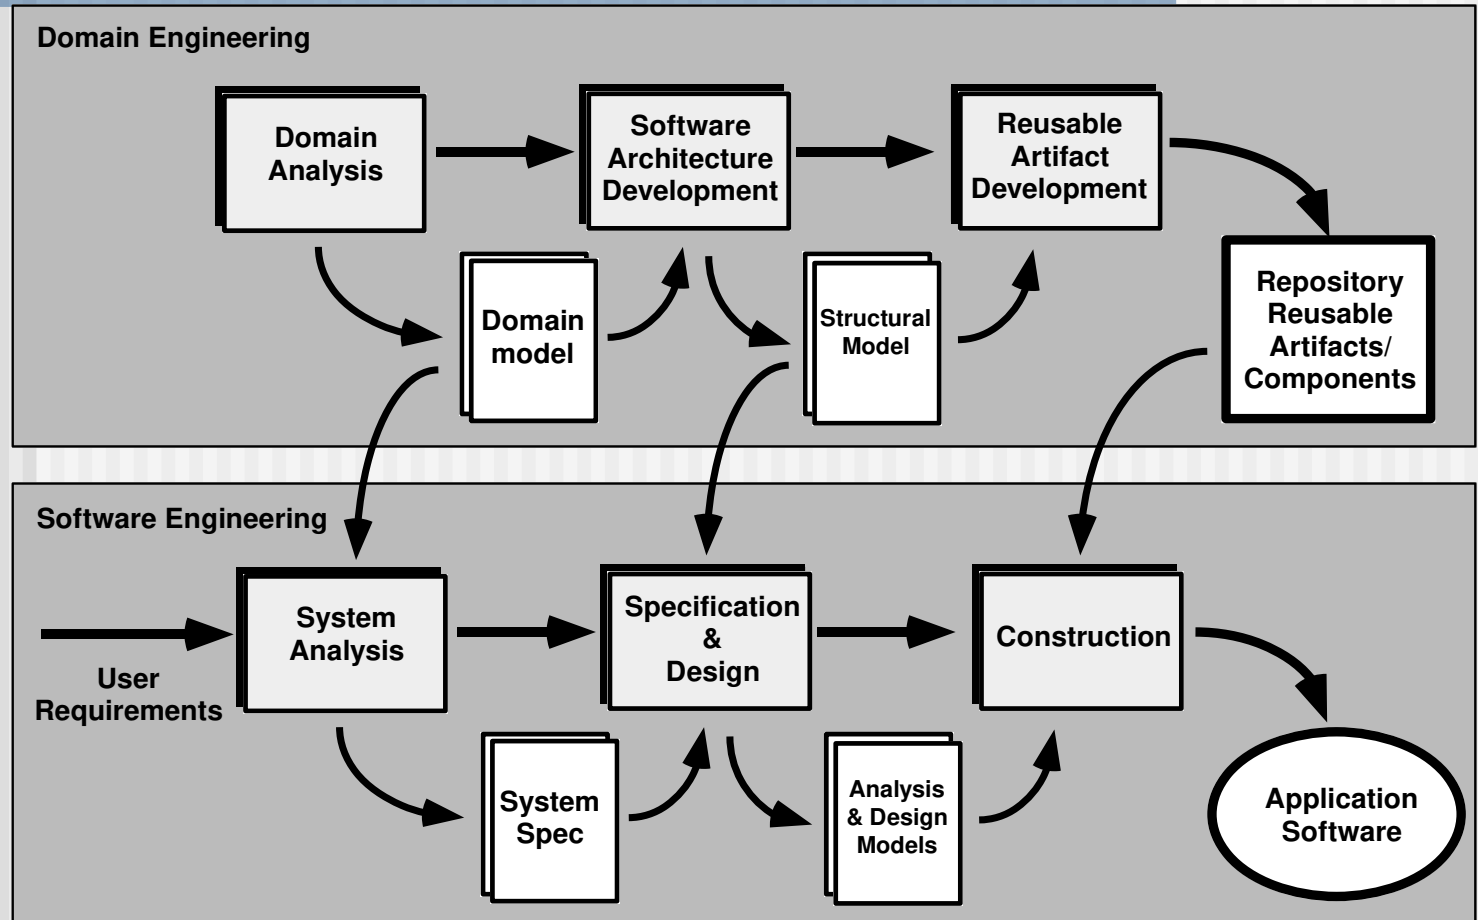 Domain Engineering
Domain
Analysis
Software
Architecture
Development
Reusable
Artifact
Development
Domain
model
Structural
Model
Repository
Reusable
Artifacts/
Components
Software Engineering
User
Requirements
System
Analysis
Specification
&
Design
Construction
System
Spec
Analysis
& Design
Models
Application
Software